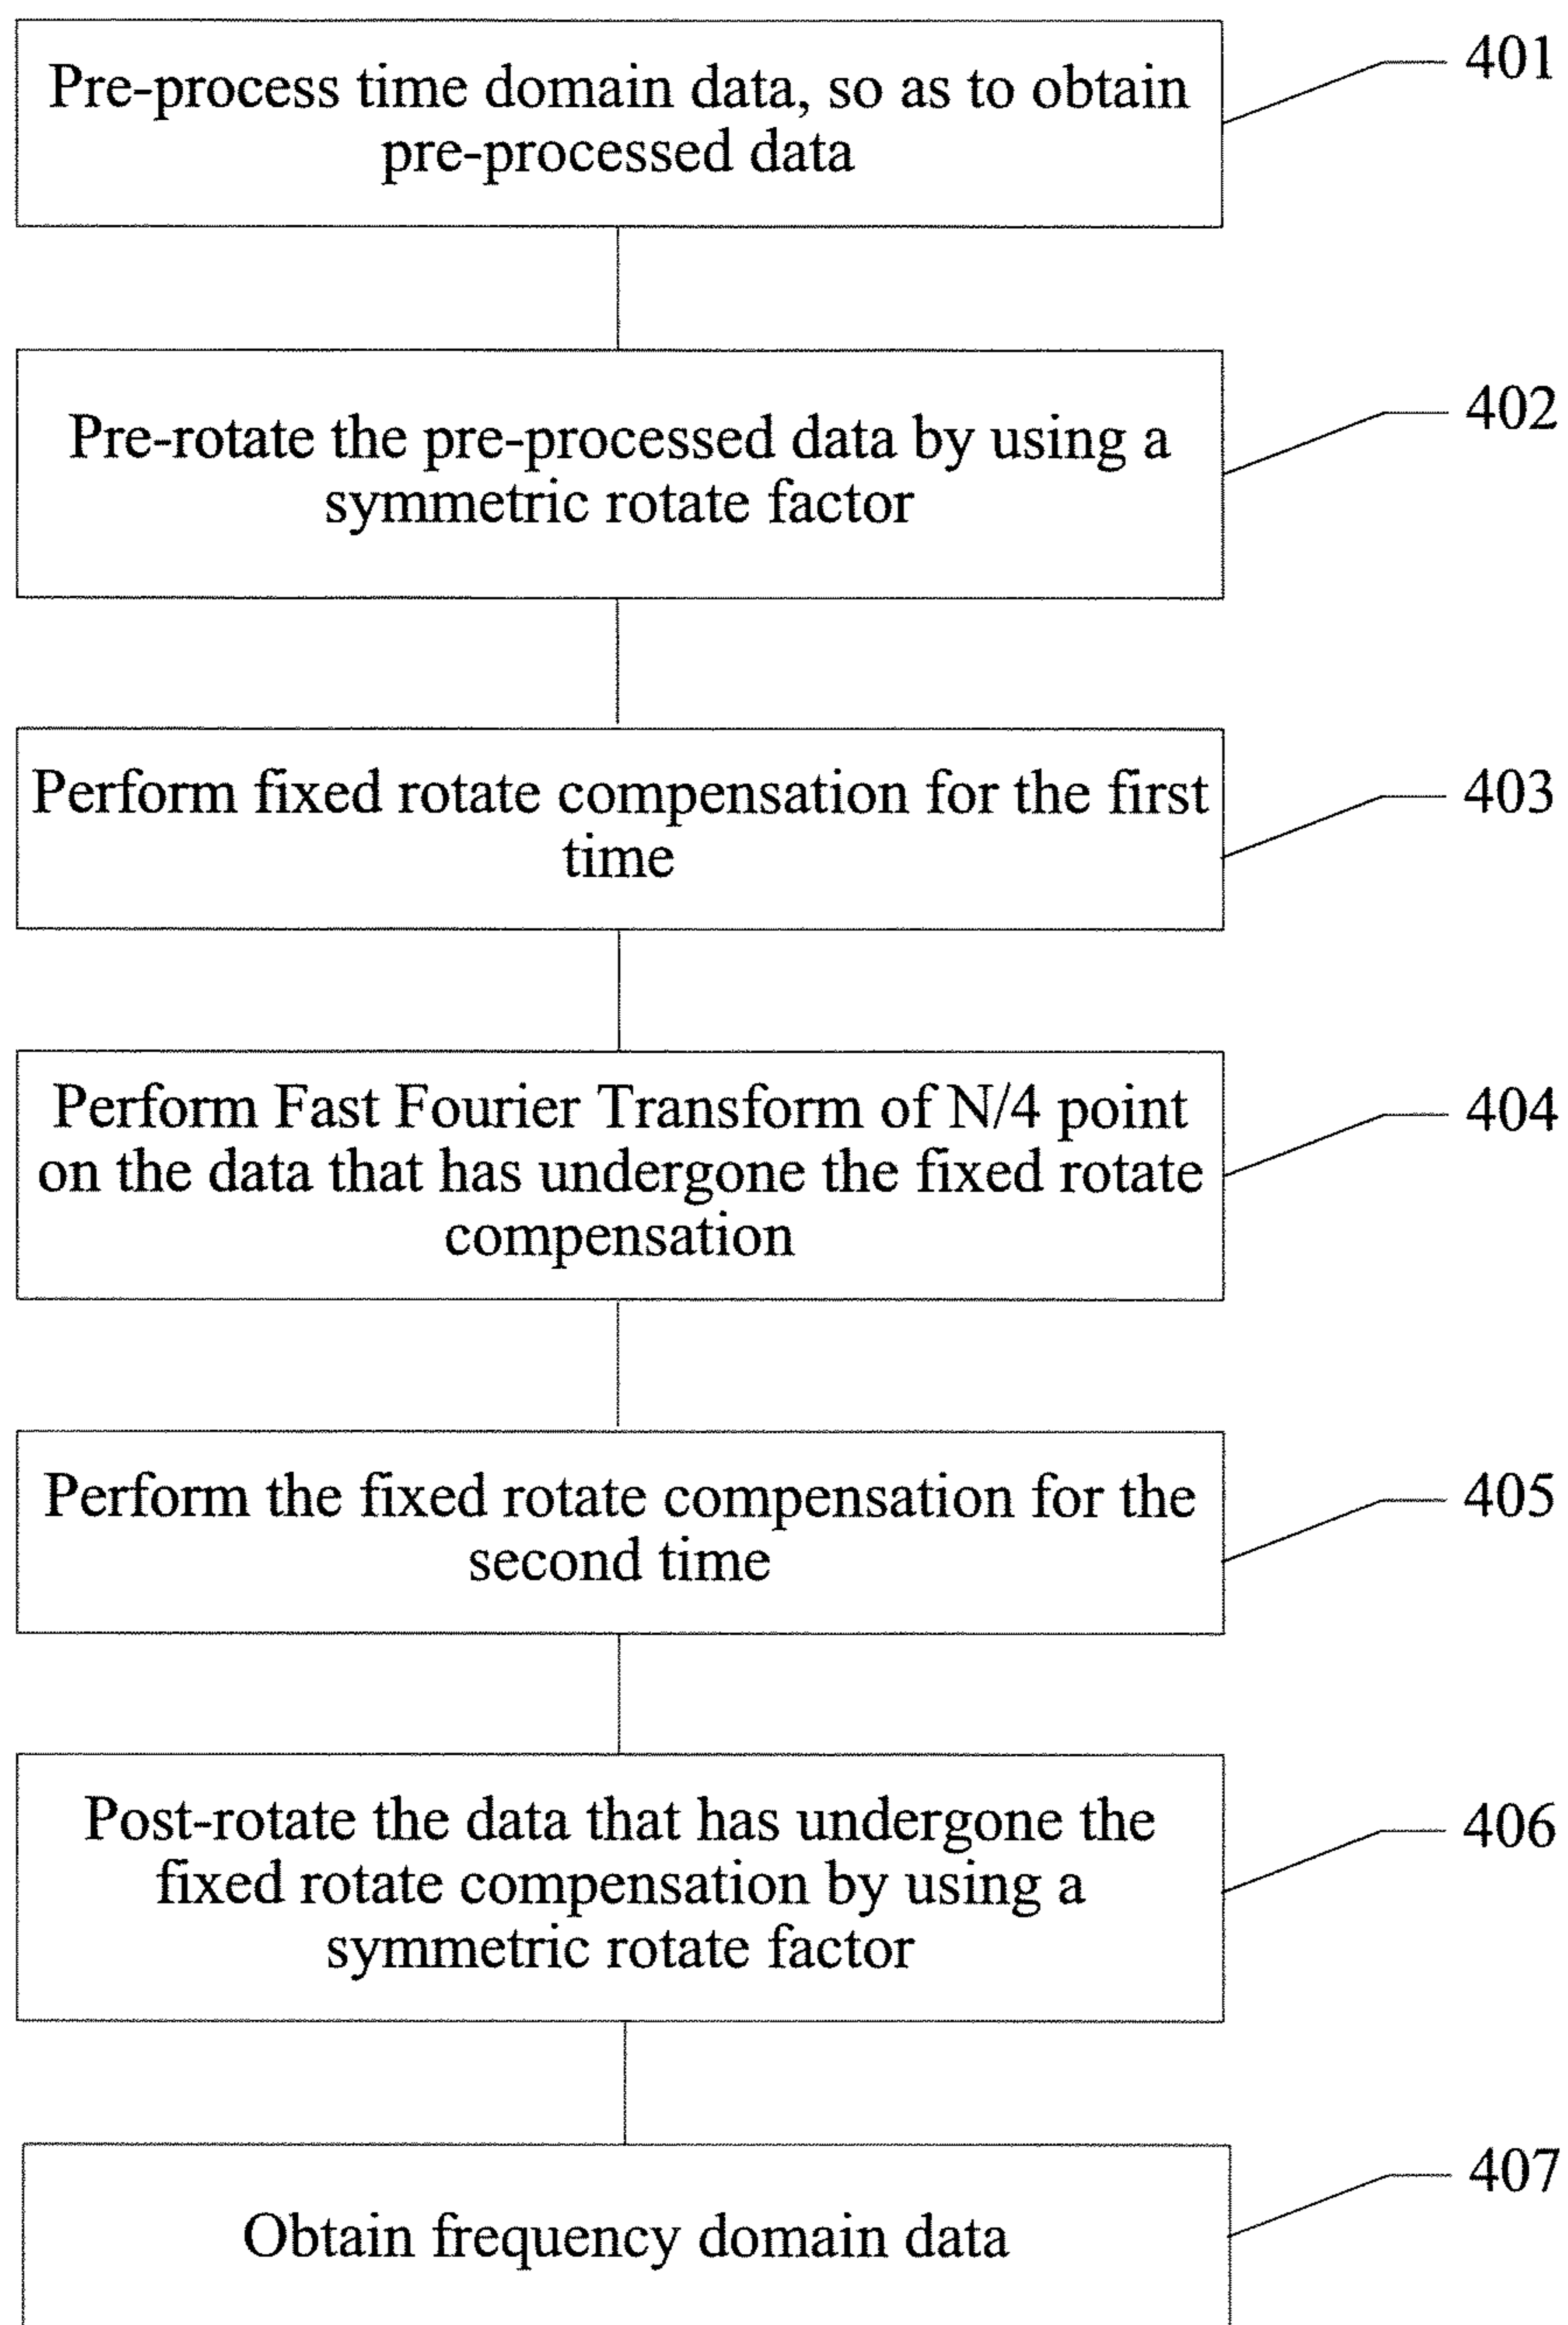 Pre-process time domain data, so as to obtain
pre-processed data
401
Pre-rotate the pre-processed data by using a
symmetric rotate factor
402
Perform fixed rotate compensation for the first
time
403
Perform Fast Fourier Transform of N/4 point
on the data that has undergone the fixed rotate
compensation
404
Perform the fixed rotate compensation for the
second time
405
Post-rotate the data that has undergone the
fixed rotate compensation by using a
symmetric rotate factor
406
Obtain frequency domain data
407